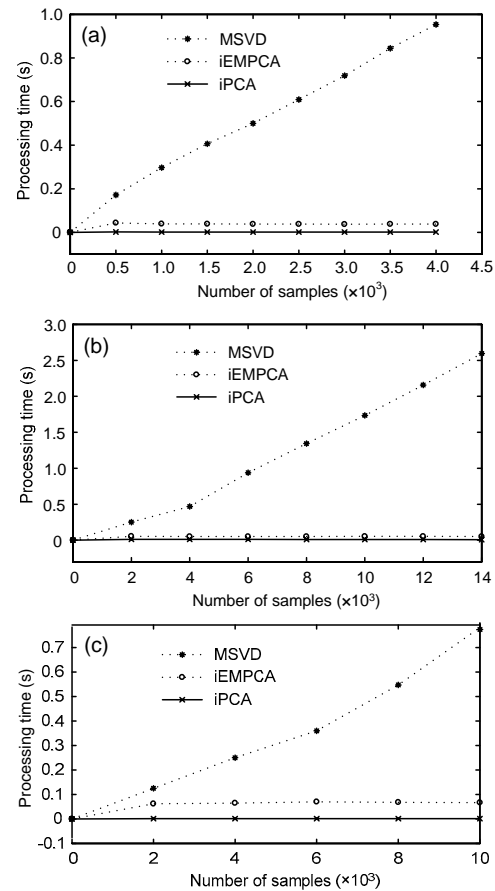 (a)
MSVD
iEMPCA
iPCA
Processing time (s)
1.0
0.8
0.6
0.4
0.2
0
0 0.5 1.0 1.5 2.0 2.5 3.0 3.5 4.0 4.5
Number of samples (×10³)
(b)
MSVD
iEMPCA
iPCA
Processing time (s)
3.0
2.5
2.0
1.5
1.0
0.5
0
0 2 4 6 8 10 12 14
Number of samples (×10³)
(c)
MSVD
iEMPCA
iPCA
Processing time (s)
0.7
0.6
0.5
0.4
0.3
0.2
0.1
0
-0.1
0 2 4 6 8 10
Number of samples (×10³)